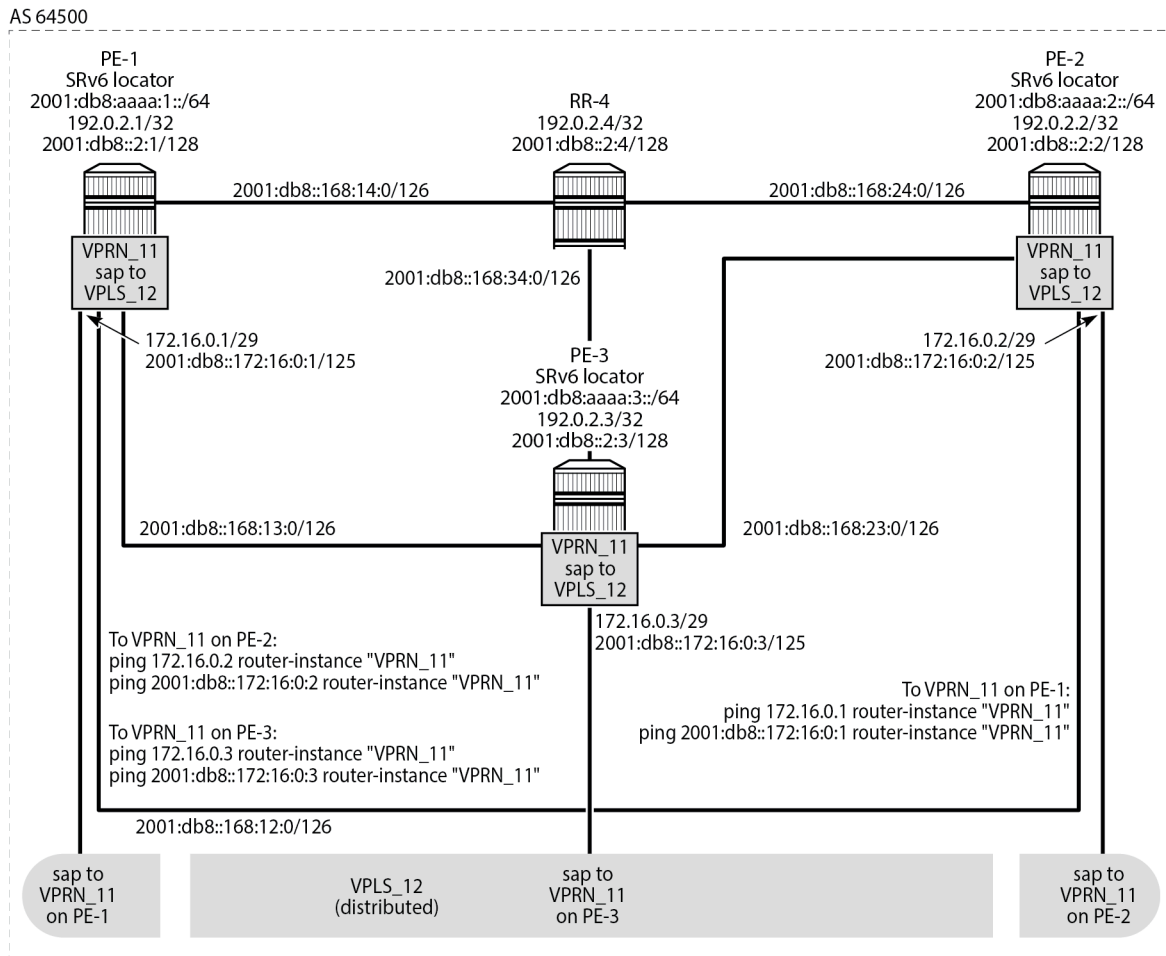 AS 64500
PE-1
SRv6 locator
2001:db8:aaaa:1::/64
192.0.2.1/32
2001:db8::2:1/128
RR-4
192.0.2.4/32
2001:db8::2:4/128
PE-2
SRv6 locator
2001:db8:aaaa:2::/64
192.0.2.2/32
2001:db8::2:2/128
2001:db8::168:14:0/126
2001:db8::168:24:0/126
VPRN_11
sap to
VPLS_12
2001:db8::168:34:0/126
VPRN_11
sap to
VPLS_12
172.16.0.1/29
2001:db8::172:16:0:1/125
172.16.0.2/29
2001:db8::172:16:0:2/125
PE-3
SRv6 locator
2001:db8:aaaa:3::/64
192.0.2.3/32
2001:db8::2:3/128
2001:db8::168:13:0/126
2001:db8::168:23:0/126
VPRN_11
sap to
VPLS_12
172.16.0.3/29
2001:db8::172:16:0:3/125
To VPRN_11 on PE-2:
ping 172.16.0.2 router-instance "VPRN_11"
ping 2001:db8::172:16:0:2 router-instance "VPRN_11"
To VPRN_11 on PE-3:
ping 172.16.0.3 router-instance "VPRN_11"
ping 2001:db8::172:16:0:3 router-instance "VPRN_11"
To VPRN_11 on PE-1:
ping 172.16.0.1 router-instance "VPRN_11"
ping 2001:db8::172:16:0:1 router-instance "VPRN_11"
2001:db8::168:12:0/126
sap to
VPRN_11
on PE-1
VPLS_12
(distributed)
sap to
VPRN_11
on PE-3
sap to
VPRN_11
on PE-2